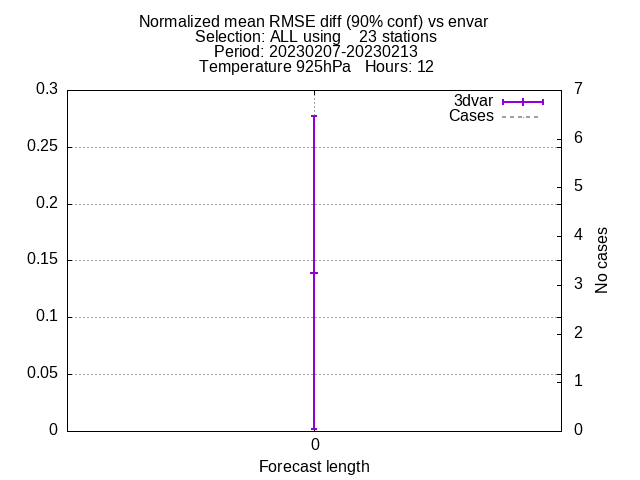 Normalized mean RMSE diff (90% conf) vs envar
Selection: ALL using    23 stations
Period: 20230207-20230213
Temperature 925hPa   Hours: 12
3dvar
Cases
0.3
0.25
0.2
0.15
0.1
0.05
0
7
6
5
4
3
2
1
0
No cases
0
Forecast length